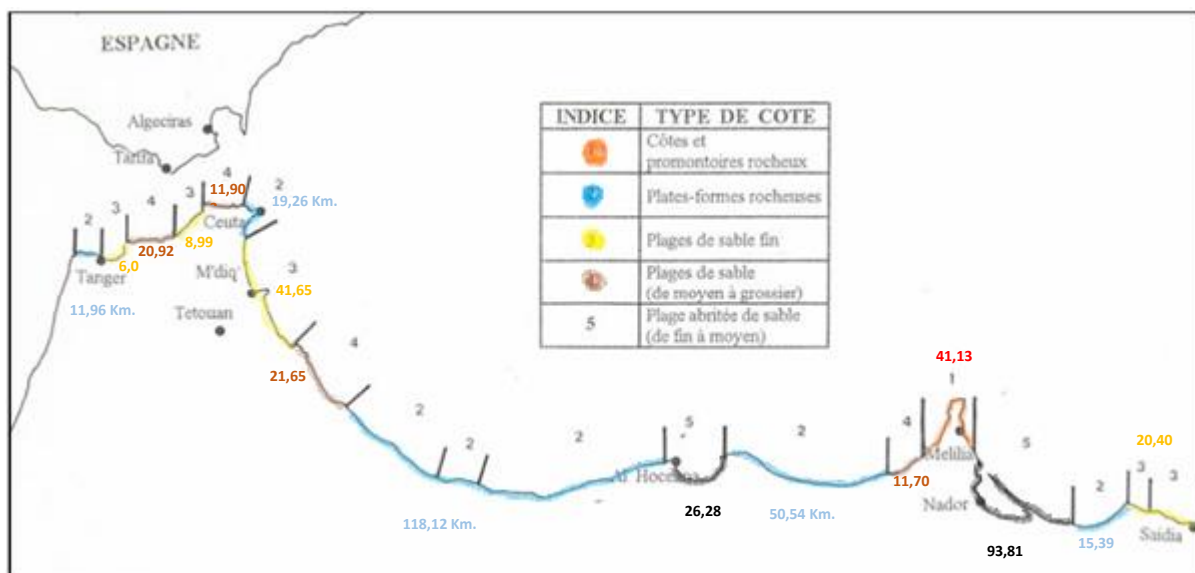 ESPAGNE
Algeciras
Tarifa
INDICE TYPE DE COTE
1 Côtes et
promontoires rocheux
2 Plates-formes rocheuses
3 Plages de sable fin
4 Plages de sable
(de moyen à grossier)
5 Plage abritée de sable
(de fin à moyen)
4 2
3 11,90 19,26 Km.
2 3 4 Ceuta
8,99
20,92
6,0
Tanger M'diq' 3
41,65
11,96 Km.
Tetouan
4
21,65
41,13
1
2 2 2 5 2 4
Al Hoceima Melilia 5 20,40
3 3
11,70 2
118,12 Km. 26,28 50,54 Km. Nador Saidia
93,81 15,39